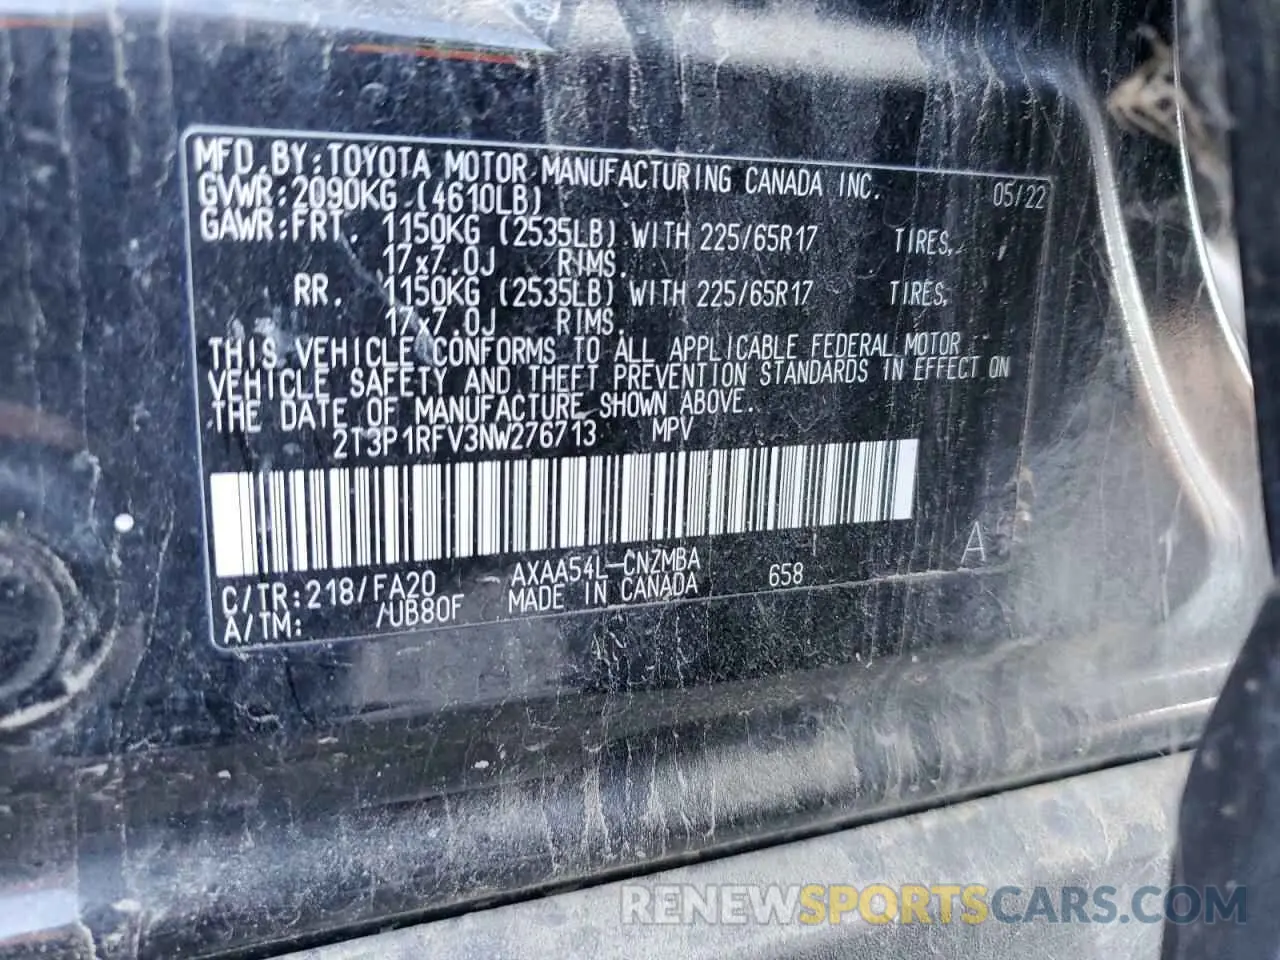 MFD.BY:TOYOTA MOTOR MANUFACTURING CANADA INC. 05/22
GVWR:2090KG (4610LB)
GAWR:FRT. 1150KG (2535LB) WITH 225/65R17 TIRES,
17x7.0J RIMS.
RR. 1150KG (2535LB) WITH 225/65R17 TIRES,
17x7.0J RIMS.
THIS VEHICLE CONFORMS TO ALL APPLICABLE FEDERAL MOTOR
VEHICLE SAFETY AND THEFT PREVENTION STANDARDS IN EFFECT ON
THE DATE OF MANUFACTURE SHOWN ABOVE.
2T3P1RFV3NW276713 MPV
C/TR:218/FA20 AXAA54L-CNZMBA 658 A
A/TM: /UB80F MADE IN CANADA
RENEWSPORTSCARS.COM